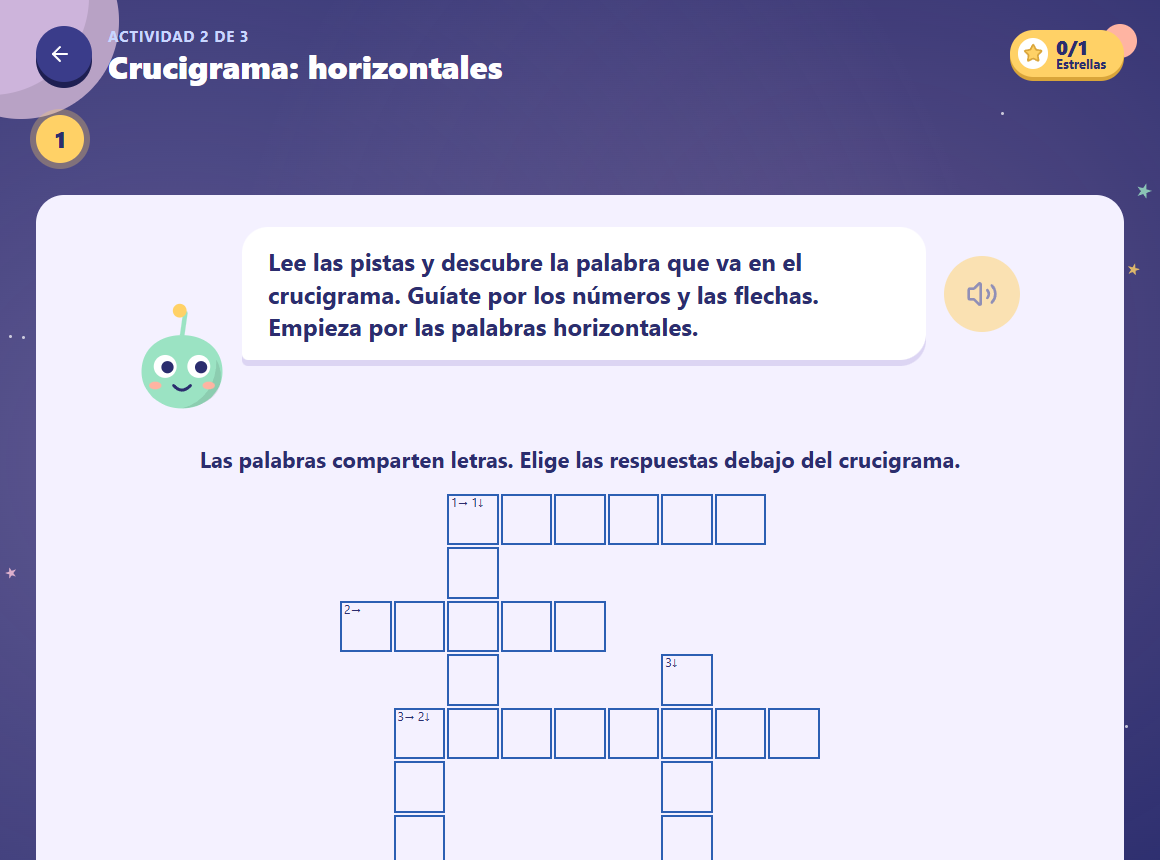 ACTIVIDAD 2 DE 3
Crucigrama: horizontales
0/1
Estrellas
1
Lee las pistas y descubre la palabra que va en el
crucigrama. Guíate por los números y las flechas.
Empieza por las palabras horizontales.
Las palabras comparten letras. Elige las respuestas debajo del crucigrama.
1→ 1↓
2→
3↓
3→ 2↓